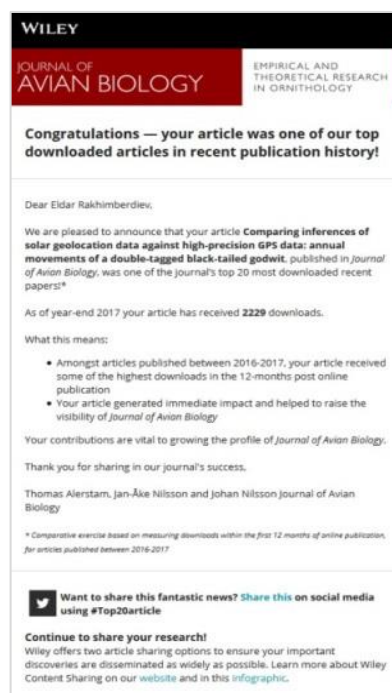 WILEY
JOURNAL OF
AVIAN BIOLOGY
EMPIRICAL AND
THEORETICAL RESEARCH
IN ORNITHOLOGY
Congratulations — your article was one of our top
downloaded articles in recent publication history!
Dear Eldar Rakhimberdiev,
We are pleased to announce that your article Comparing inferences of
solar geolocation data against high-precision GPS data: annual
movements of a double-tagged black-tailed godwit, published in Journal
of Avian Biology, was one of the journal's top 20 most downloaded recent
papers!*
As of year-end 2017 your article has received 2229 downloads.
What this means:
• Amongst articles published between 2016-2017, your article received
some of the highest downloads in the 12-months post online
publication
• Your article generated immediate impact and helped to raise the
visibility of Journal of Avian Biology
Your contributions are vital to growing the profile of Journal of Avian Biology.
Thank you for sharing in our journal's success,
Thomas Alerstam, Jan-Åke Nilsson and Johan Nilsson Journal of Avian
Biology
* Comparative exercise based on measuring downloads within the first 12 months of online publication,
for articles published between 2016-2017
Want to share this fantastic news? Share this on social media
using #Top20article
Continue to share your research!
Wiley offers two article sharing options to ensure your important
discoveries are disseminated as widely as possible. Learn more about Wiley
Content Sharing on our website and in this infographic.